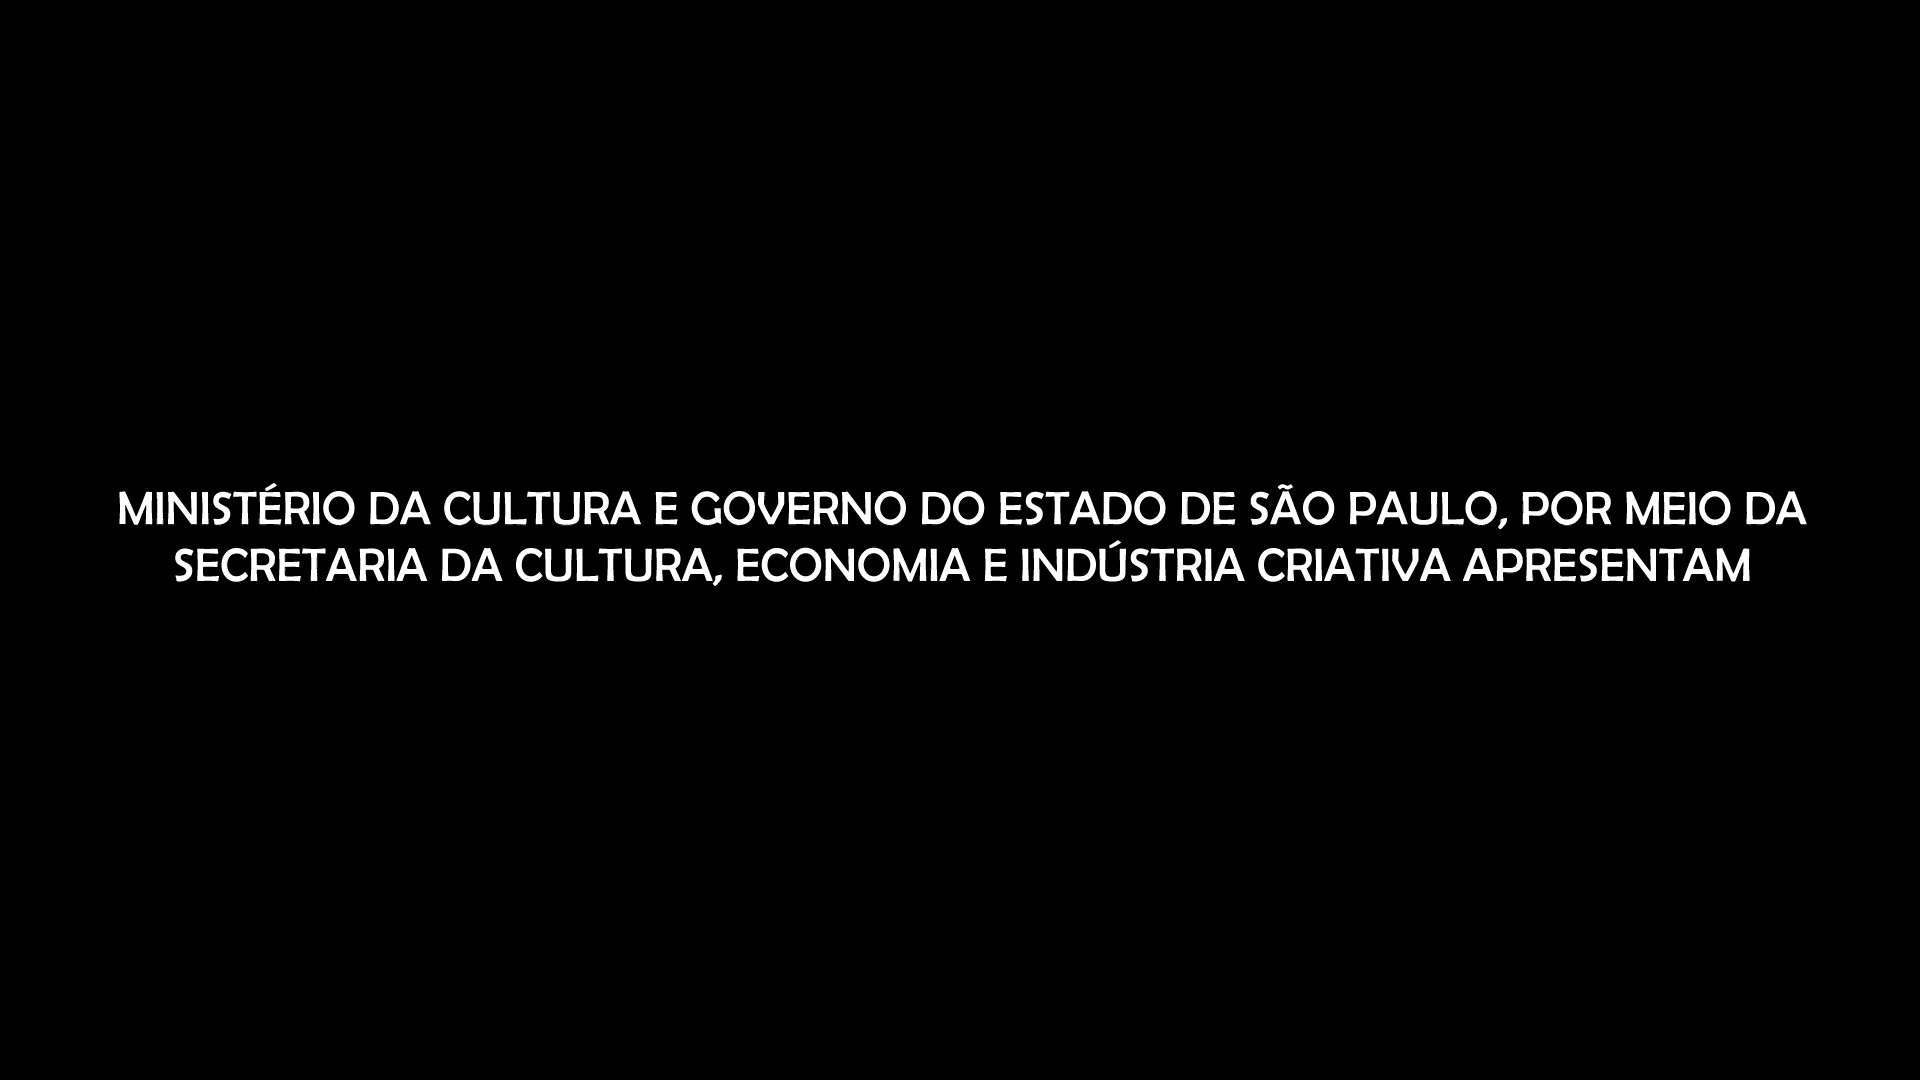 MINISTÉRIO DA CULTURA E GOVERNO DO ESTADO DE SÃO PAULO, POR MEIO DA
SECRETARIA DA CULTURA, ECONOMIA E INDÚSTRIA CRIATIVA APRESENTAM